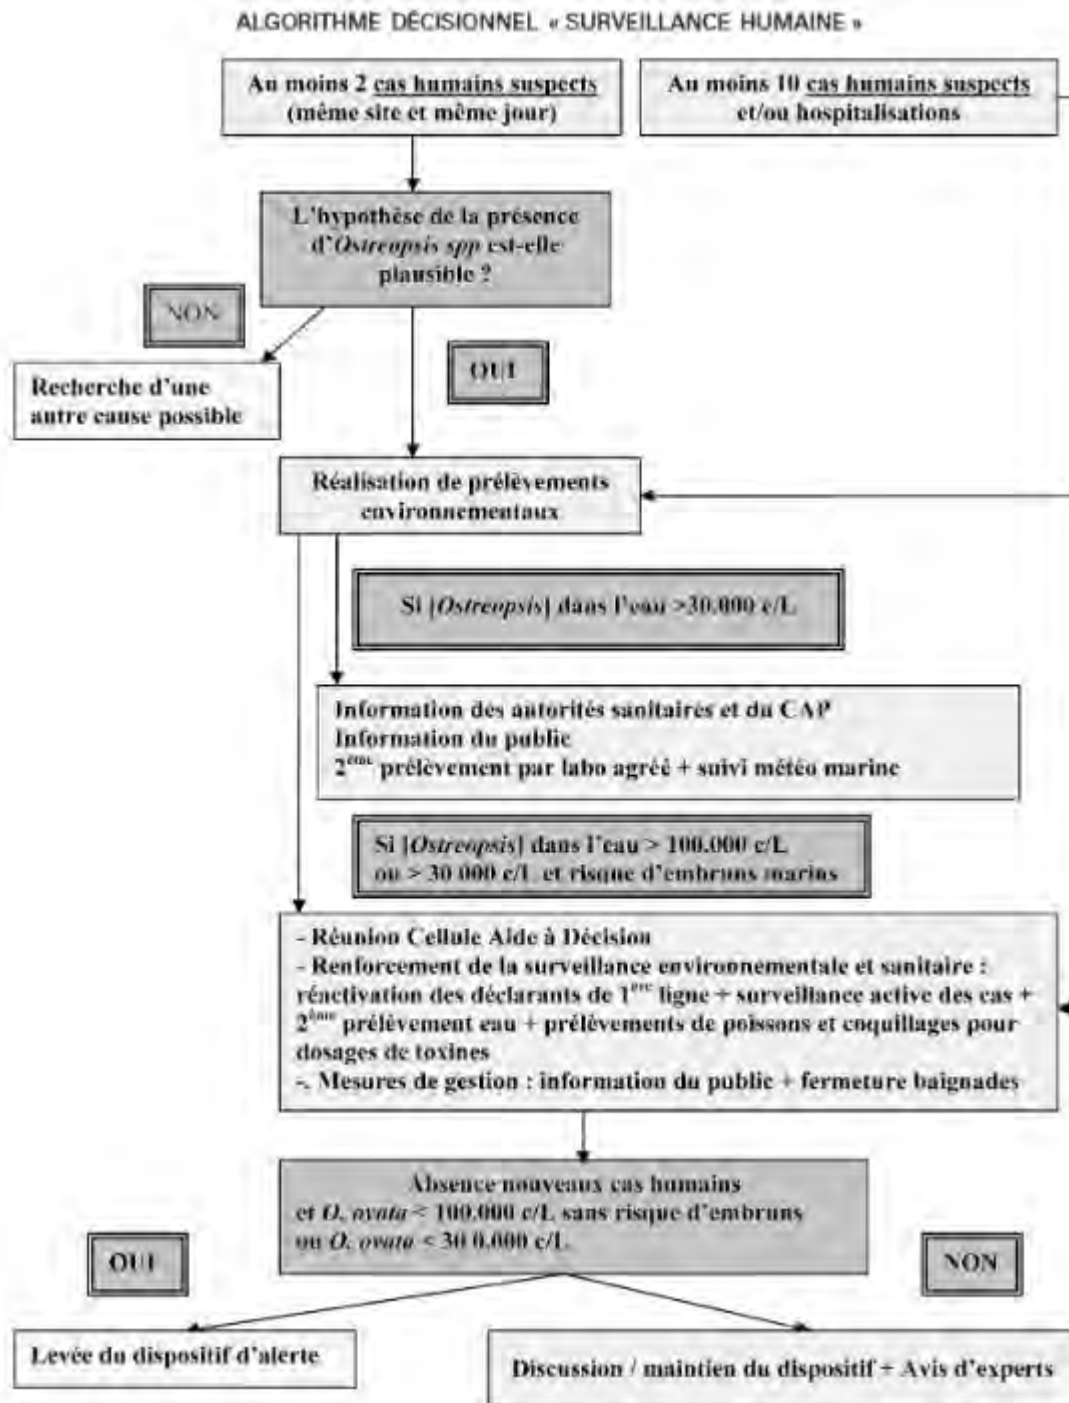 ALGORITHME DÉCISIONNEL « SURVEILLANCE HUMAINE »
Au moins 2 cas humains suspects
(même site et même jour)
Au moins 10 cas humains suspects
et/ou hospitalisations
L'hypothèse de la présence
d'Ostreopsis spp est-elle
plausible ?
NON
OUI
Recherche d'une
autre cause possible
Réalisation de prélèvements
environnementaux
Si [Ostreopsis] dans l'eau >30.000 c/L
Information des autorités sanitaires et du CAP
Information du public
2ème prélèvement par labo agréé + suivi météo marine
Si [Ostreopsis] dans l'eau > 100.000 c/L
ou > 30 000 c/L et risque d'embruns marins
- Réunion Cellule Aide à Décision
- Renforcement de la surveillance environnementale et sanitaire :
réactivation des déclarants de 1ère ligne + surveillance active des cas +
2ème prélèvement eau + prélèvements de poissons et coquillages pour
dosages de toxines
-. Mesures de gestion : information du public + fermeture baignades
Absence nouveaux cas humains
et O. ovata < 100.000 c/L sans risque d'embruns
ou O. ovata < 30 0.000 c/L
OUI
NON
Levée du dispositif d'alerte
Discussion / maintien du dispositif + Avis d'experts